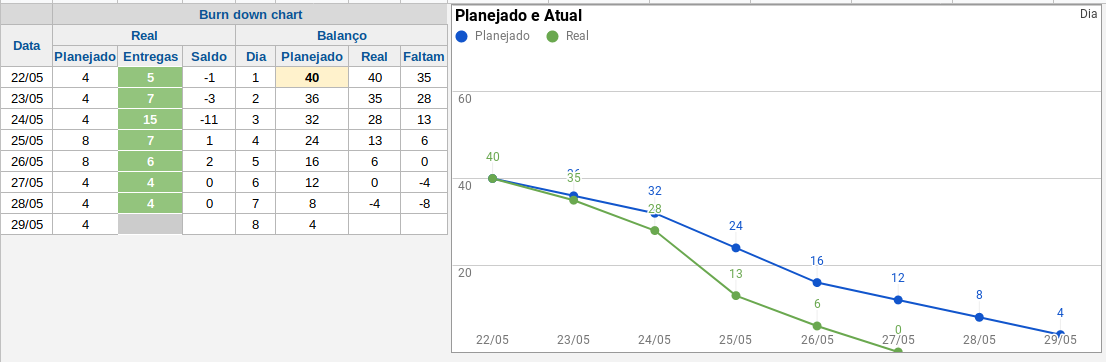 Burn down chart
Data Real Balanço
Planejado Entregas Saldo Dia Planejado Real Faltam
22/05 4 5 -1 1 40 40 35
23/05 4 7 -3 2 36 35 28
24/05 4 15 -11 3 32 28 13
25/05 8 7 1 4 24 13 6
26/05 8 6 2 5 16 6 0
27/05 4 4 0 6 12 0 -4
28/05 4 4 0 7 8 -4 -8
29/05 4 8 4
Planejado e Atual
Dia
Planejado Real
60
40
20
40
36
35
32
28
24
13
16
6
12
0
8
4
22/05 23/05 24/05 25/05 26/05 27/05 28/05 29/05